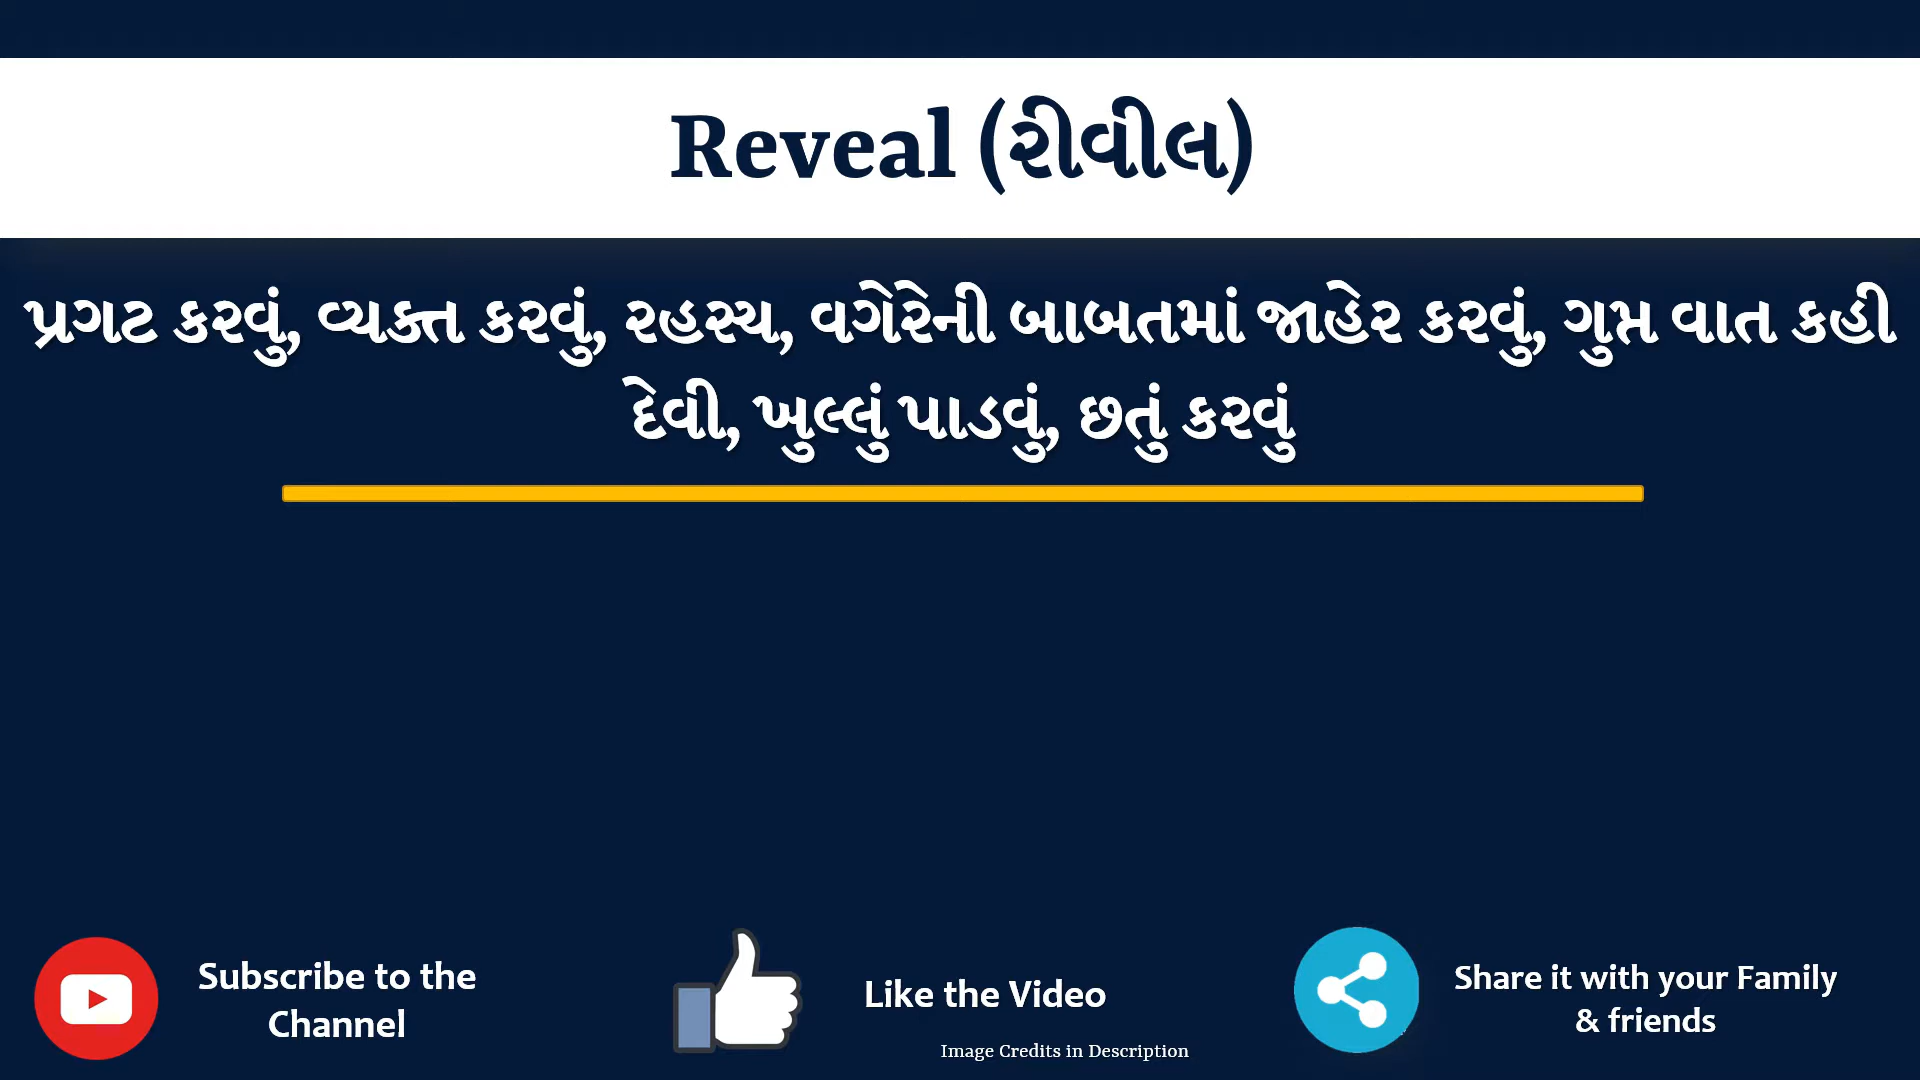 Reveal (રીવીલ)
પ્રગટ કરવું, વ્યક્ત કરવું, રહસ્ય, વગેરેની બાબતમાં જાહેર કરવું, ગુપ્ત વાત કહી
દેવી, ખુલ્લું પાડવું, છતું કરવું
Subscribe to the
Channel
Like the Video
Share it with your Family
& friends
Image Credits in Description